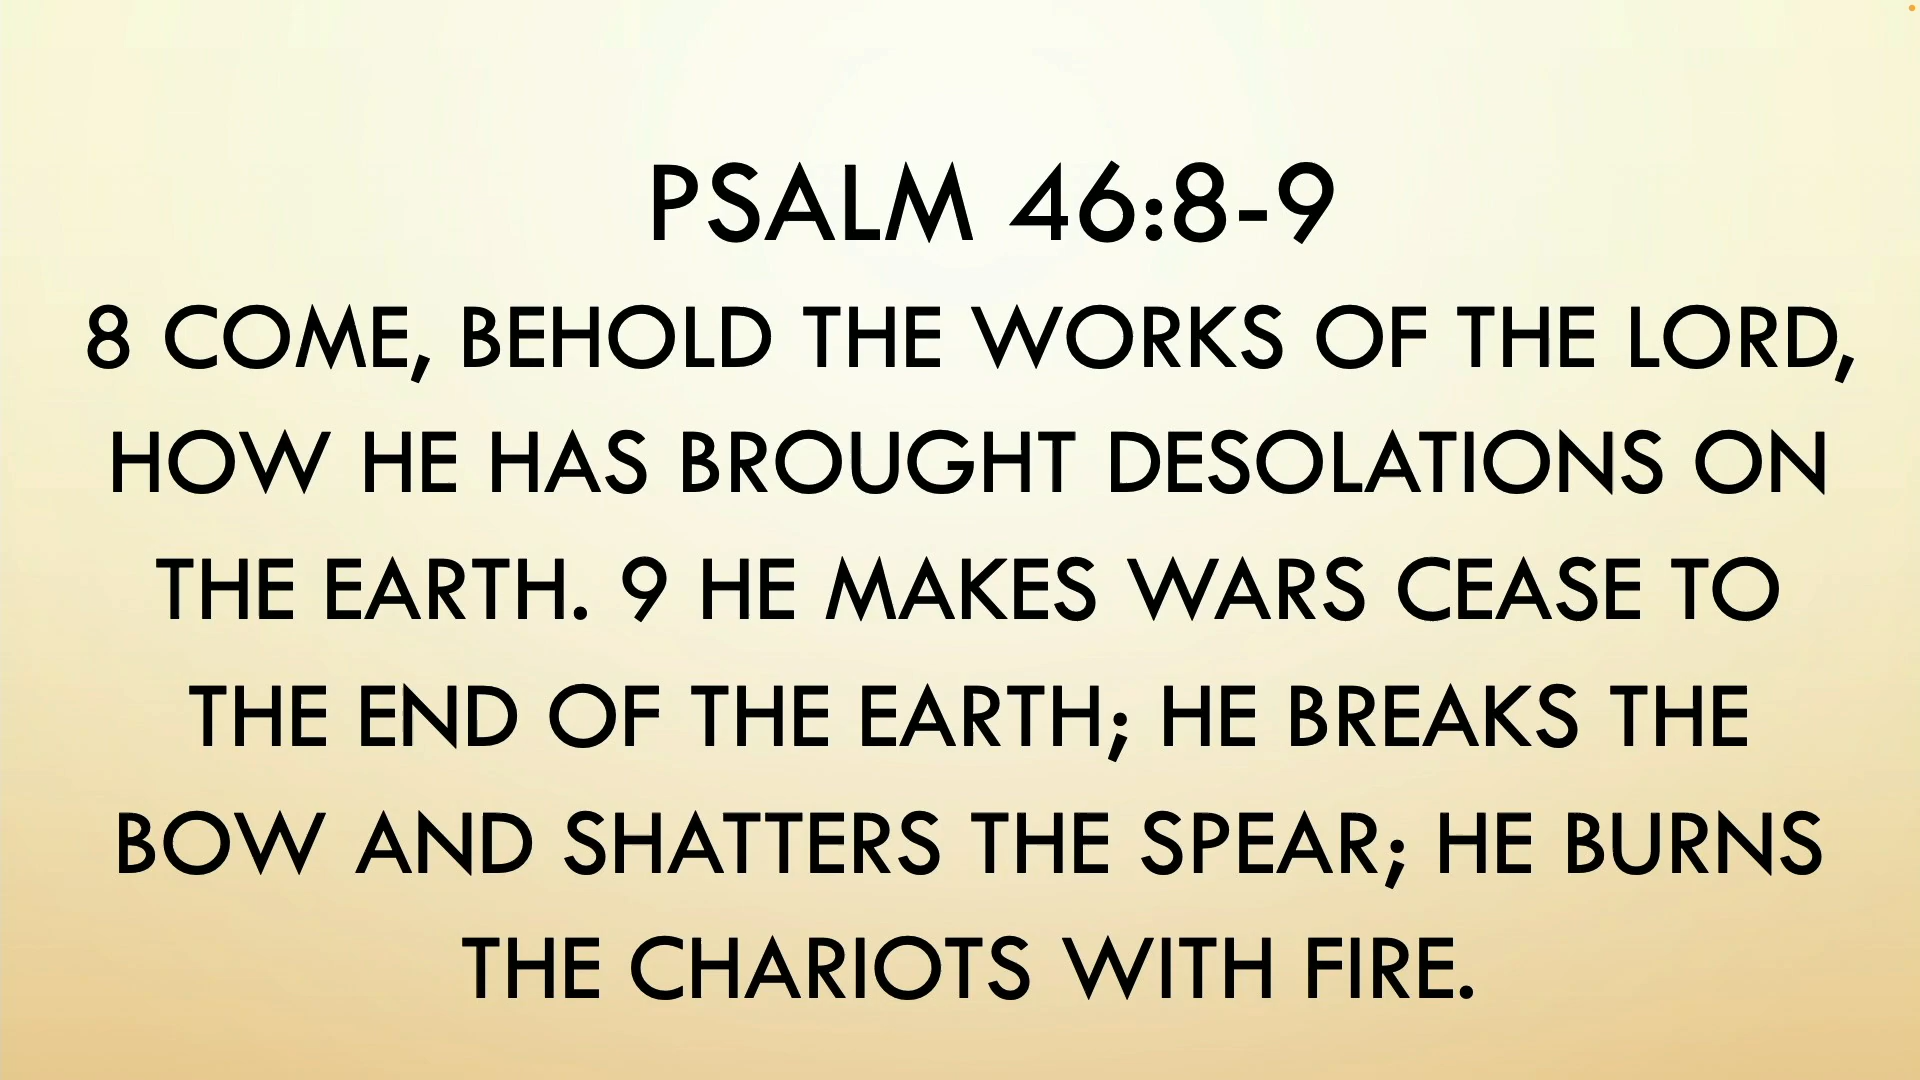 PSALM 46:8-9
8 COME, BEHOLD THE WORKS OF THE LORD,
HOW HE HAS BROUGHT DESOLATIONS ON
THE EARTH. 9 HE MAKES WARS CEASE TO
THE END OF THE EARTH; HE BREAKS THE
BOW AND SHATTERS THE SPEAR; HE BURNS
THE CHARIOTS WITH FIRE.